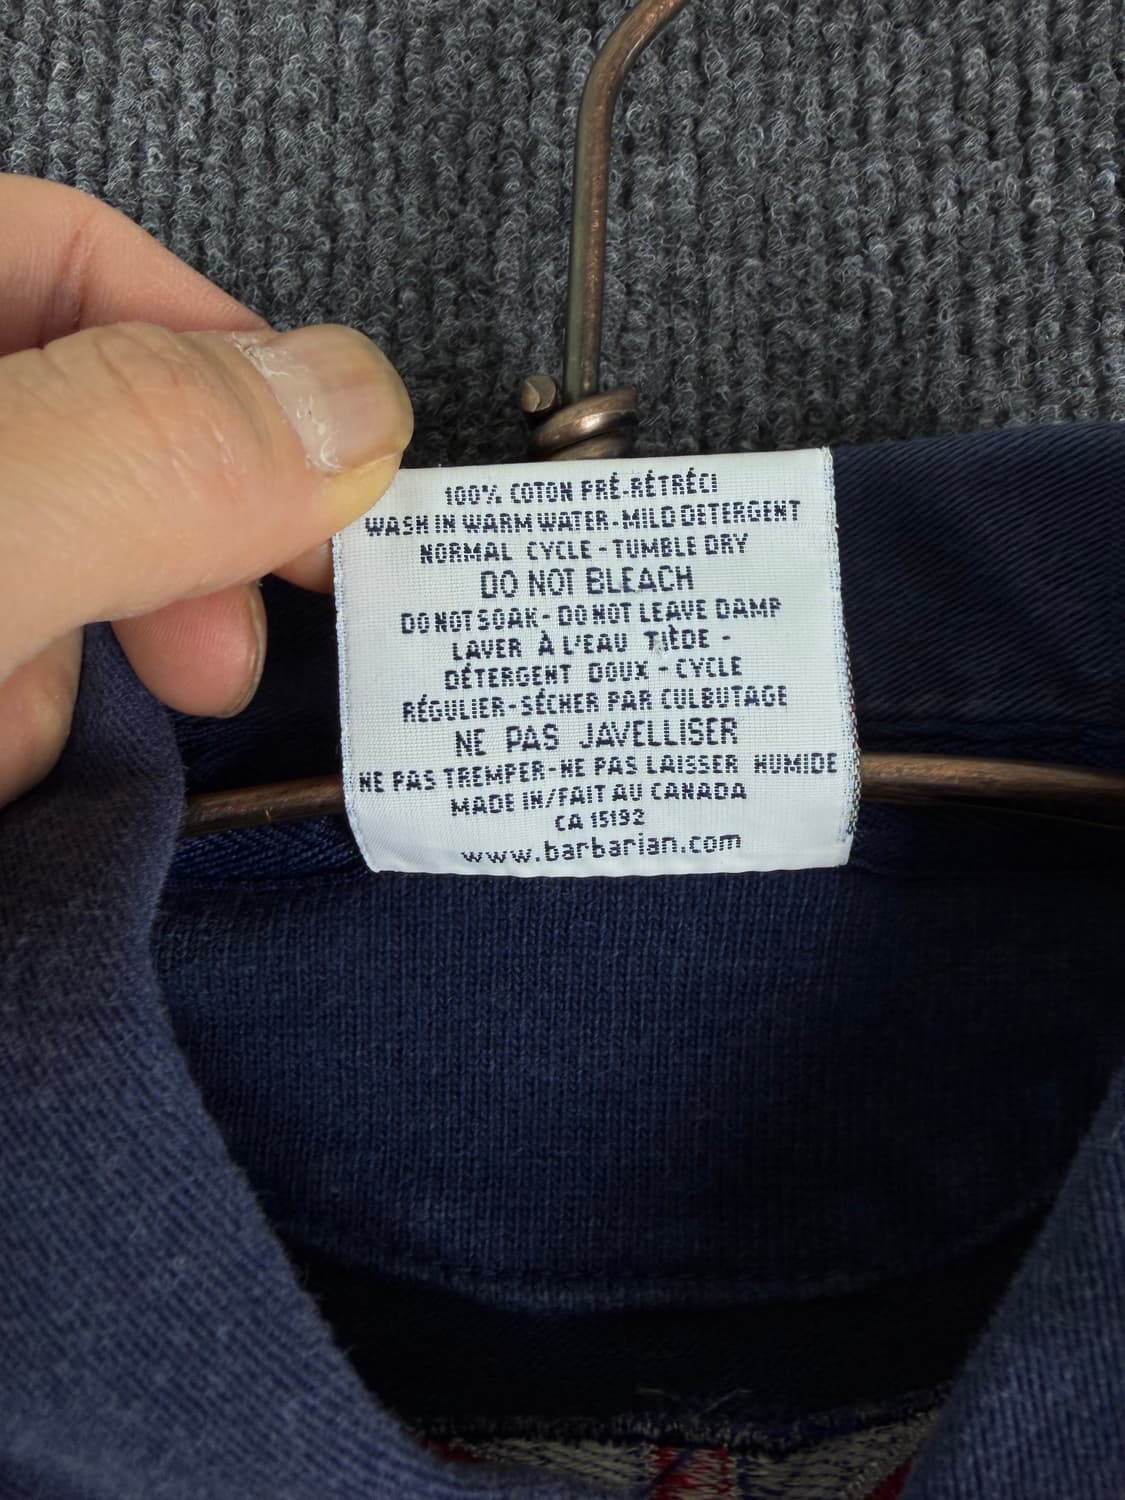 100% COTON PRÉ-RÉTRÉCI
WASH IN WARM WATER-MILD DETERGENT
NORMAL CYCLE - TUMBLE DRY
DO NOT BLEACH
DO NOT SOAK - DO NOT LEAVE DAMP
LAVER À L'EAU TIÈDE -
DÉTERGENT DOUX - CYCLE
RÉGULIER-SÉCHER PAR CULBUTAGE
NE PAS JAVELLISER
NE PAS TREMPER-NE PAS LAISSER HUMIDE
MADE IN/FAIT AU CANADA
CA 15192
www.barbarian.com